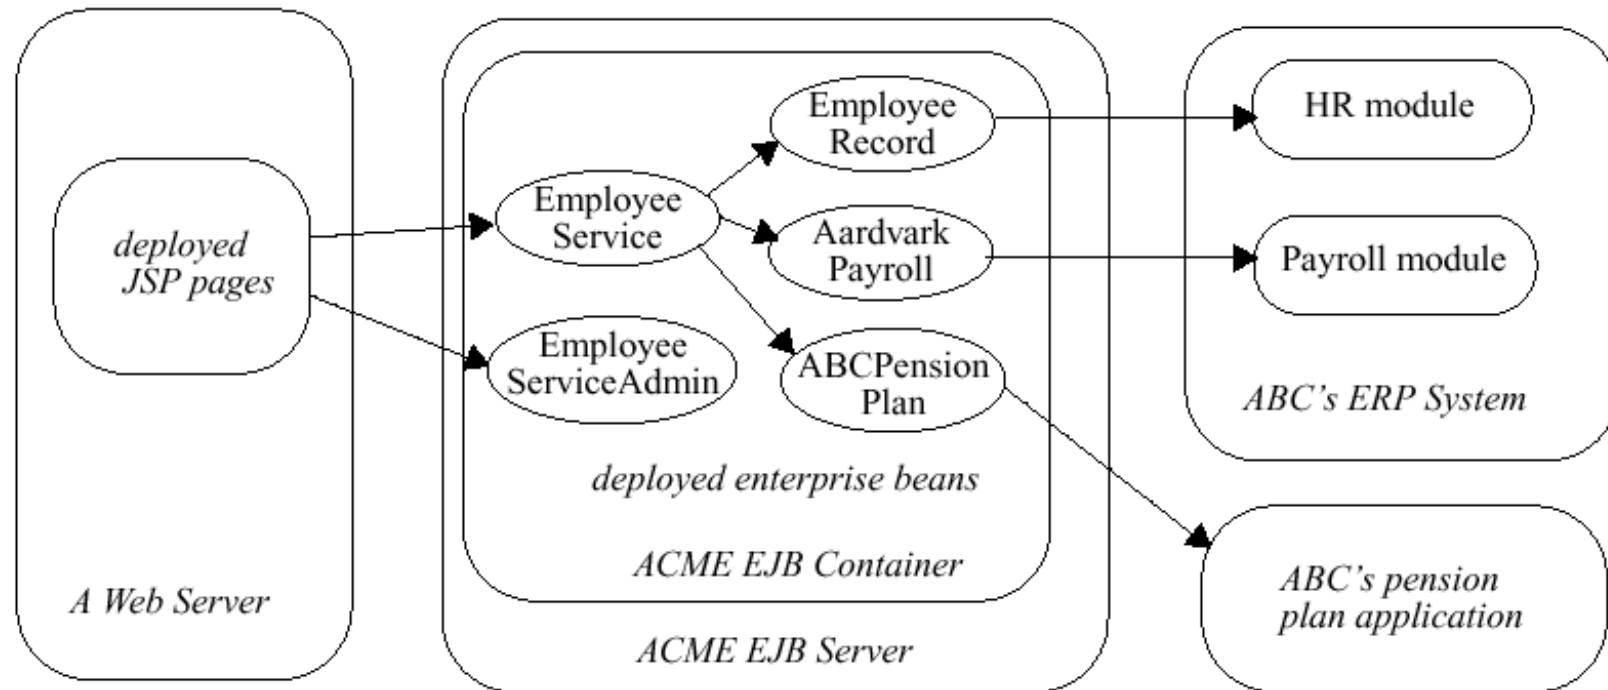 deployed
JSP pages
A Web Server
Employee
Service
Employee
ServiceAdmin
Employee
Record
Aardvark
Payroll
ABCPension
Plan
deployed enterprise beans
ACME EJB Container
ACME EJB Server
HR module
Payroll module
ABC’s ERP System
ABC’s pension
plan application